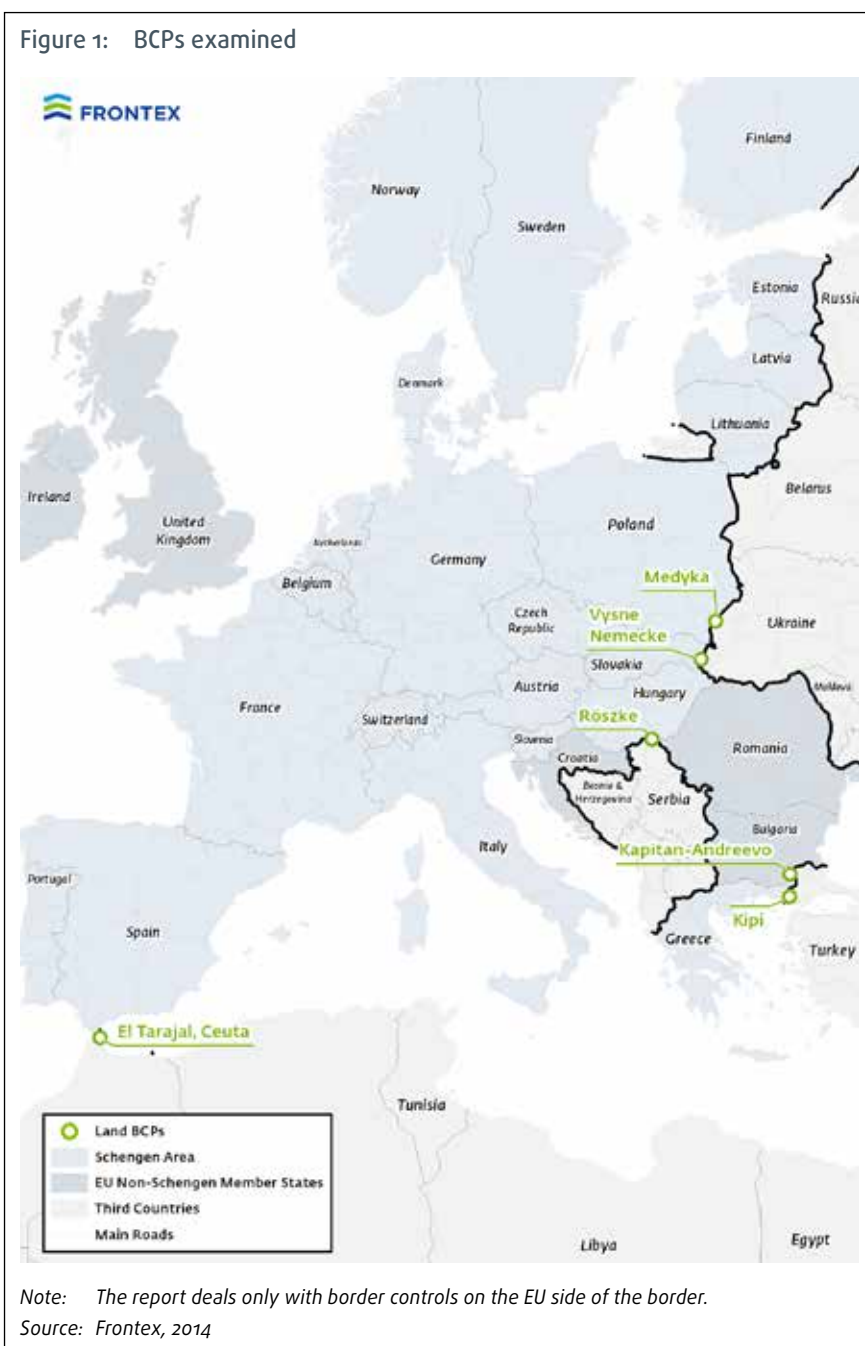 Figure 1: BCPs examined
FRONTEX
Finland
Norway
Sweden
Estonia
Russia
Latvia
Denmark
Lithuania
Belarus
Ireland
United
Kingdom
Netherlands
Poland
Germany
Belgium
Medyka
Czech
Republic
Vysne
Nemecke
Ukraine
Slovakia
Austria
Hungary
Moldova
France
Switzerland
Röszke
Slovenia
Romania
Croatia
Bosnia &
Herzegovina
Serbia
Bulgaria
Italy
Kapitan-Andreevo
Portugal
Spain
Kipi
Greece
Turkey
El Tarajal, Ceuta
Tunisia
Land BCPs
Schengen Area
EU Non-Schengen Member States
Third Countries
Main Roads
Libya
Egypt
Note: The report deals only with border controls on the EU side of the border.
Source: Frontex, 2014